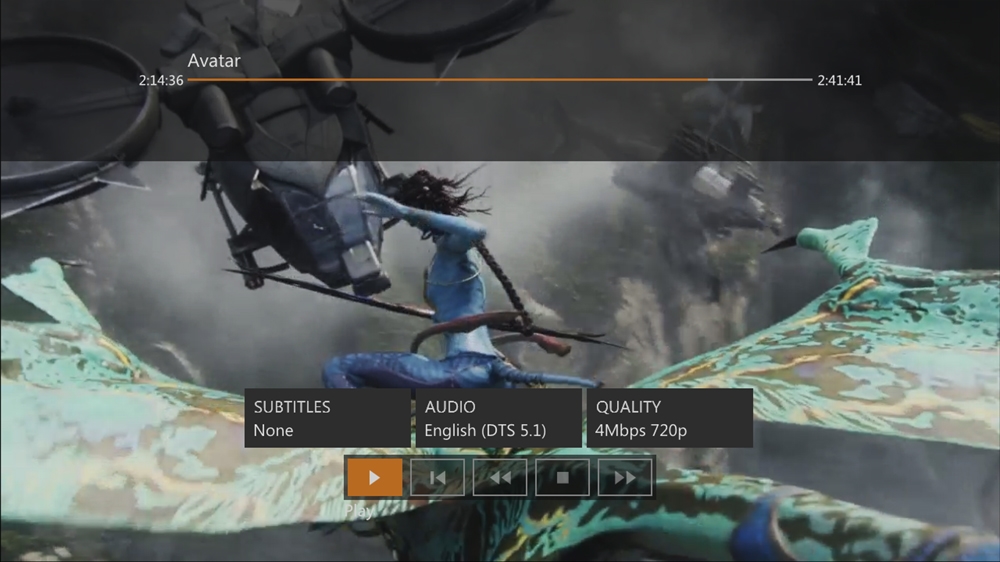 Avatar
2:14:36
2:41:41
SUBTITLES
None
AUDIO
English (DTS 5.1)
QUALITY
4Mbps 720p
Play